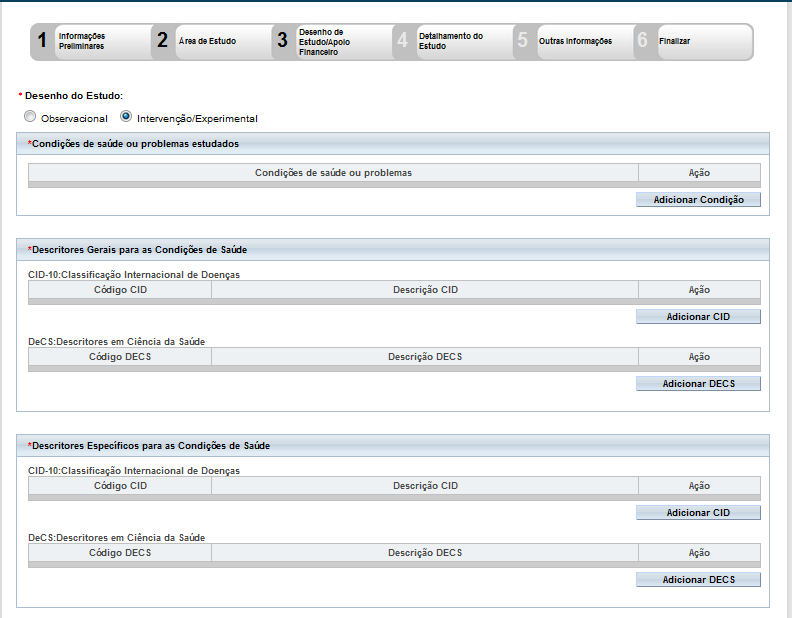 1 Informações Preliminares
2 Área de Estudo
3 Desenho de Estudo/Apoio Financeiro
4 Detalhamento do Estudo
5 Outras Informações
6 Finalizar
* Desenho do Estudo:
Observacional Intervenção/Experimental
*Condições de saúde ou problemas estudados
Condições de saúde ou problemas Ação
Adicionar Condição
*Descritores Gerais para as Condições de Saúde
CID-10:Classificação Internacional de Doenças
Código CID Descrição CID Ação
Adicionar CID
DeCS:Descritores em Ciência da Saúde
Código DECS Descrição DECS Ação
Adicionar DECS
*Descritores Específicos para as Condições de Saúde
CID-10:Classificação Internacional de Doenças
Código CID Descrição CID Ação
Adicionar CID
DeCS:Descritores em Ciência da Saúde
Código DECS Descrição DECS Ação
Adicionar DECS